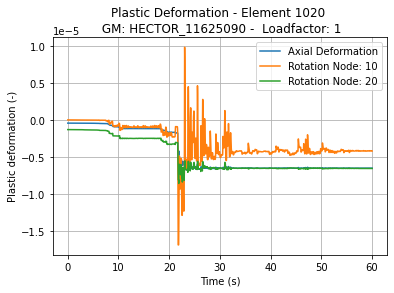 Plastic Deformation - Element 1020
GM: HECTOR_11625090 - Loadfactor: 1
1e−5
Axial Deformation
Rotation Node: 10
Rotation Node: 20
Plastic deformation (-)
1.0
0.5
0.0
−0.5
−1.0
−1.5
0 10 20 30 40 50 60
Time (s)